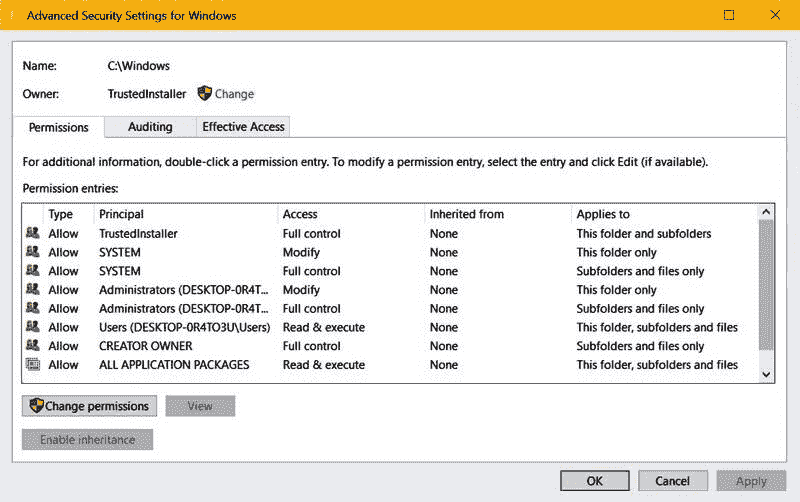 Advanced Security Settings for Windows
Name: C:\Windows
Owner: TrustedInstaller Change
Permissions Auditing Effective Access
For additional information, double-click a permission entry. To modify a permission entry, select the entry and click Edit (if available).
Permission entries:
Type Principal Access Inherited from Applies to
Allow TrustedInstaller Full control None This folder and subfolders
Allow SYSTEM Modify None This folder only
Allow SYSTEM Full control None Subfolders and files only
Allow Administrators (DESKTOP-0R4T... Modify None This folder only
Allow Administrators (DESKTOP-0R4T... Full control None Subfolders and files only
Allow Users (DESKTOP-0R4TO3U\Users) Read & execute None This folder, subfolders and files
Allow CREATOR OWNER Full control None Subfolders and files only
Allow ALL APPLICATION PACKAGES Read & execute None This folder, subfolders and files
Change permissions View
Enable inheritance
OK Cancel Apply